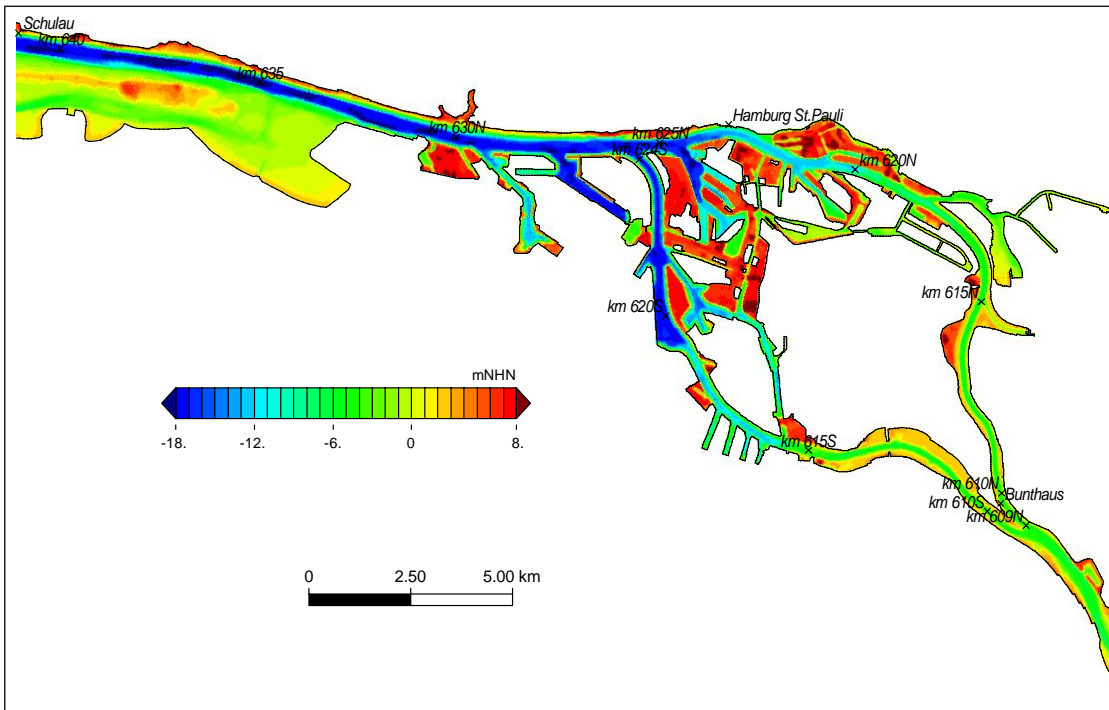 Schulau
km 640
km 635
km 630N
km 625N
km 624S
Hamburg St.Pauli
km 620N
km 615N
km 620S
mNHN
-18. -12. -6. 0 8.
km 615S
km 610N
Bunthaus
km 610S
km 609N
0 2.50 5.00 km